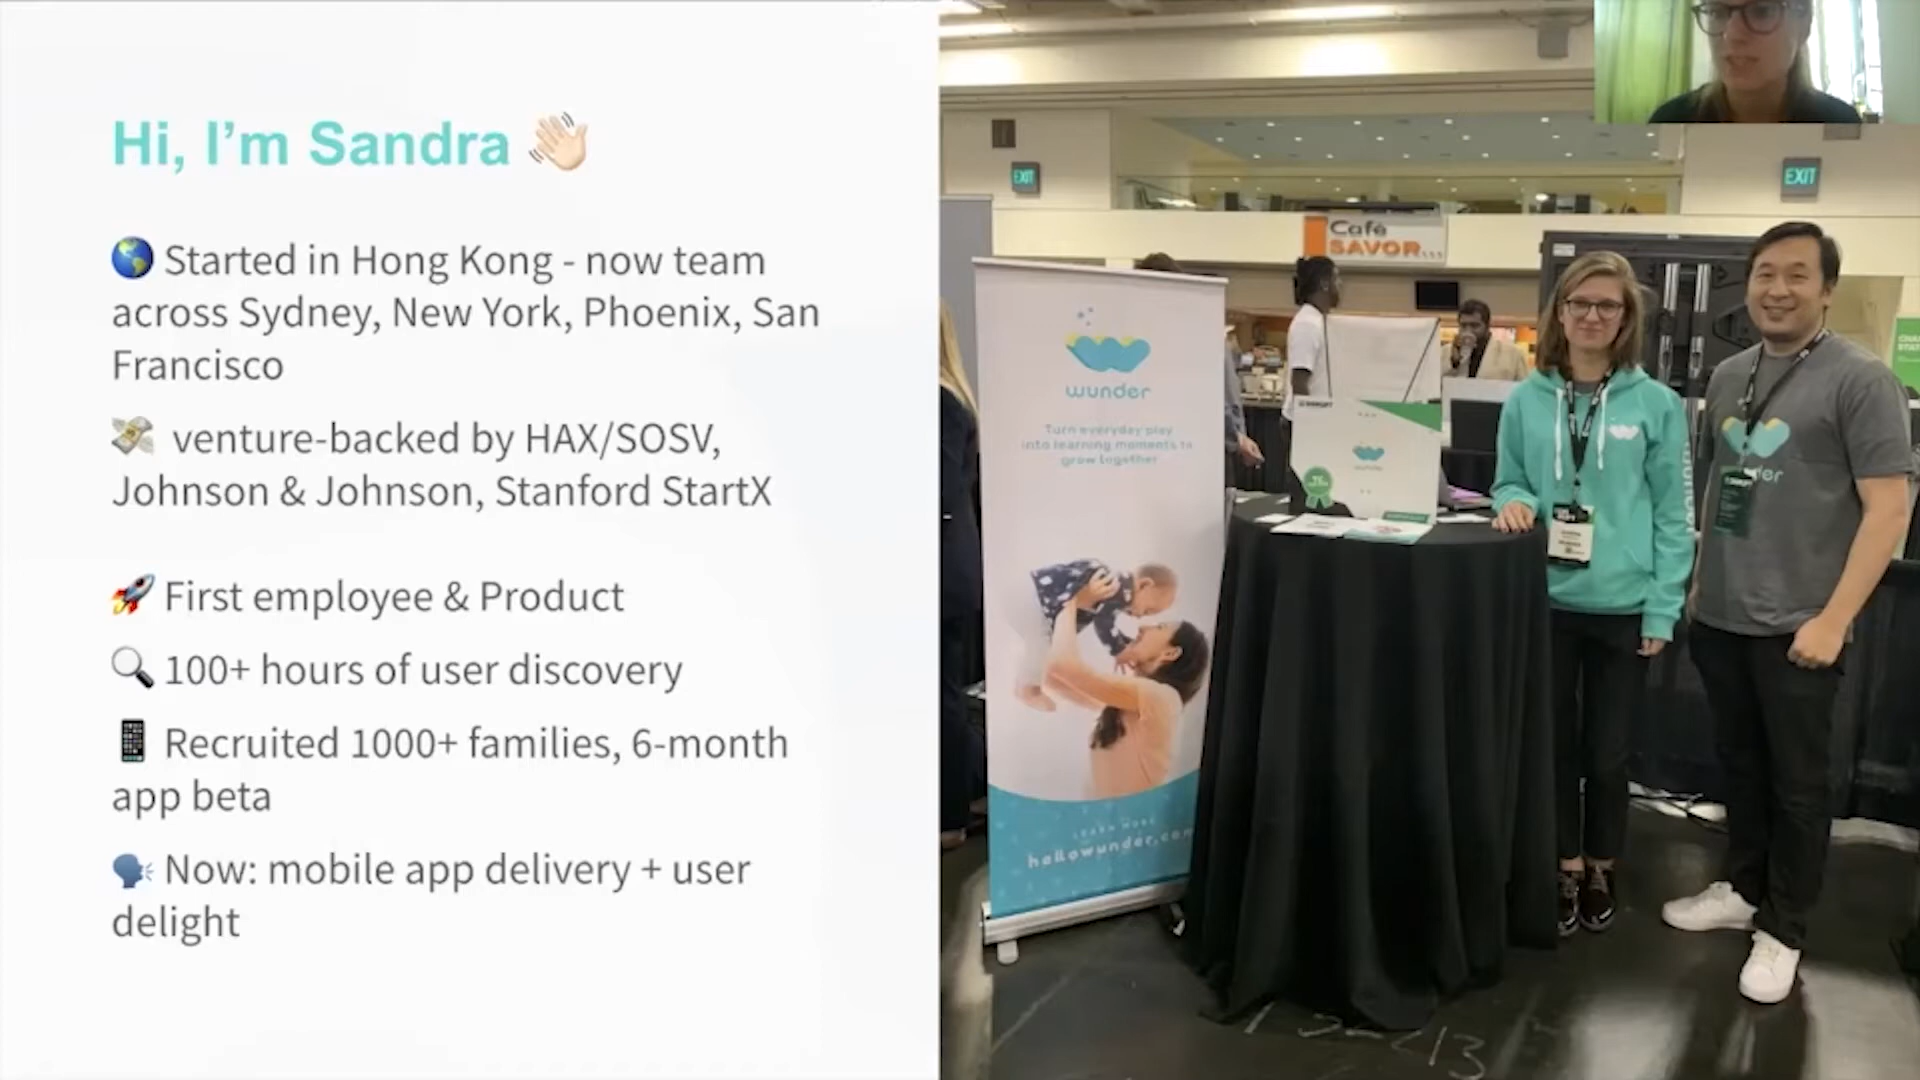 Hi, I'm Sandra 👋🏻
🌎 Started in Hong Kong - now team
across Sydney, New York, Phoenix, San
Francisco
💸 venture-backed by HAX/SOSV,
Johnson & Johnson, Stanford StartX
🚀 First employee & Product
🔍 100+ hours of user discovery
📱 Recruited 1000+ families, 6-month
app beta
🗣️ Now: mobile app delivery + user
delight
EXIT
EXIT
Café
SAVOR...
wunder
Turn everyday play
into learning moments to
grow together
LEARN MORE
hellowunder.com